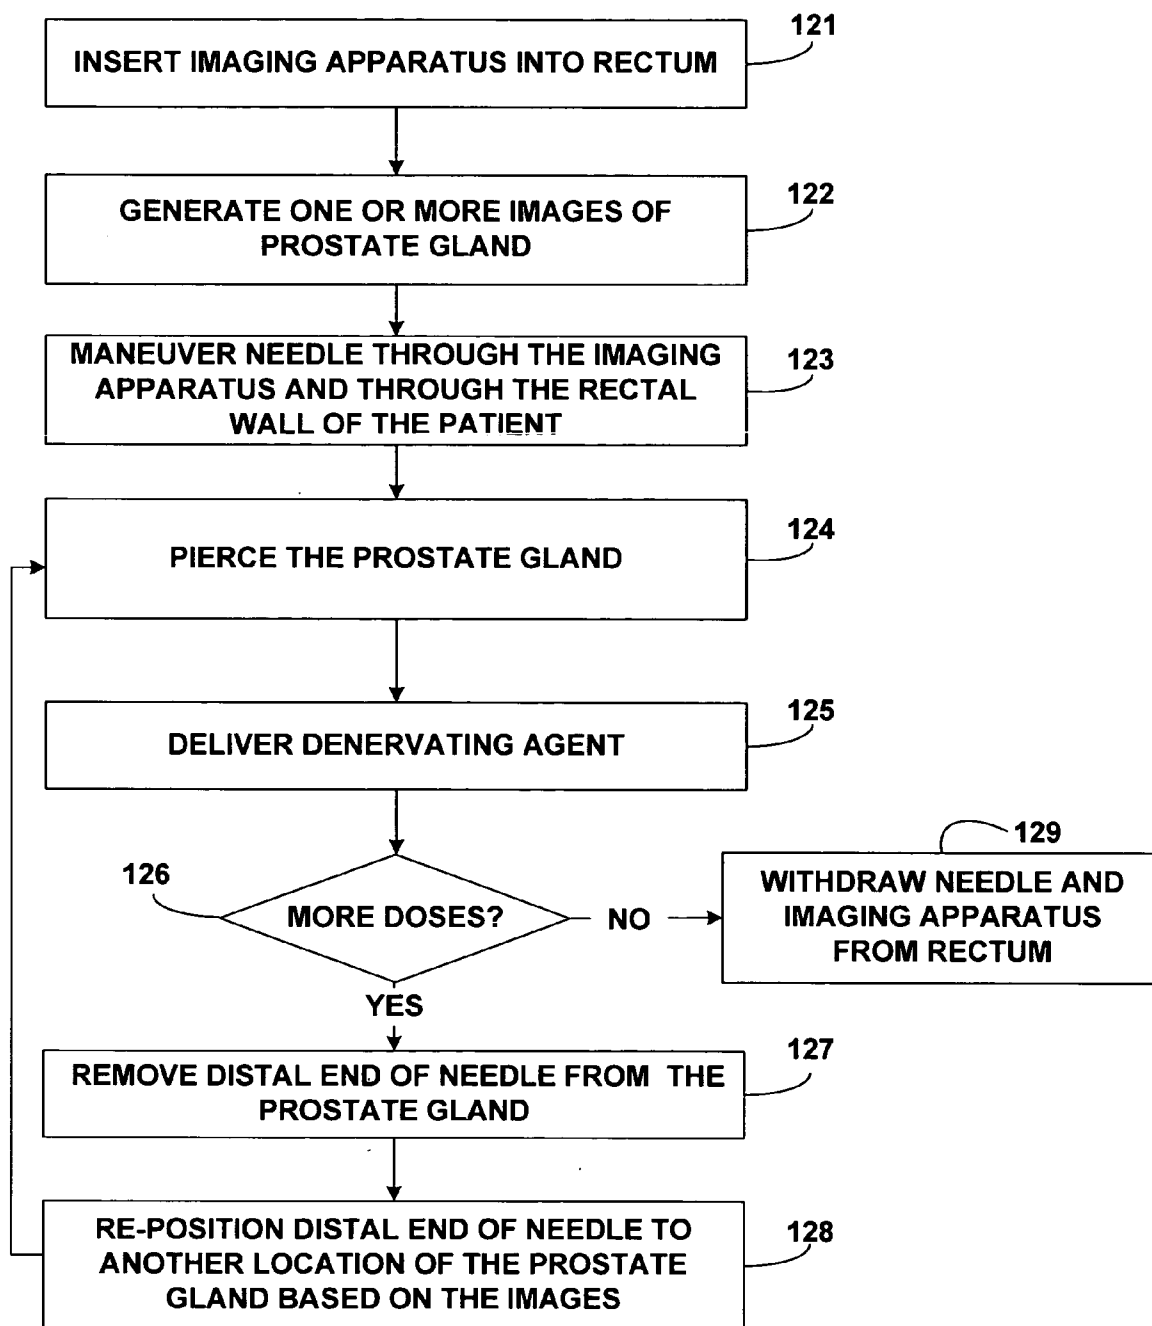 121
INSERT IMAGING APPARATUS INTO RECTUM
122
GENERATE ONE OR MORE IMAGES OF
PROSTATE GLAND
MANEUVER NEEDLE THROUGH THE IMAGING
APPARATUS AND THROUGH THE RECTAL
WALL OF THE PATIENT
123
124
PIERCE THE PROSTATE GLAND
125
DELIVER DENERVATING AGENT
126
MORE DOSES?
NO
129
WITHDRAW NEEDLE AND
IMAGING APPARATUS
FROM RECTUM
YES
127
REMOVE DISTAL END OF NEEDLE FROM THE
PROSTATE GLAND
RE-POSITION DISTAL END OF NEEDLE TO
ANOTHER LOCATION OF THE PROSTATE
GLAND BASED ON THE IMAGES
128